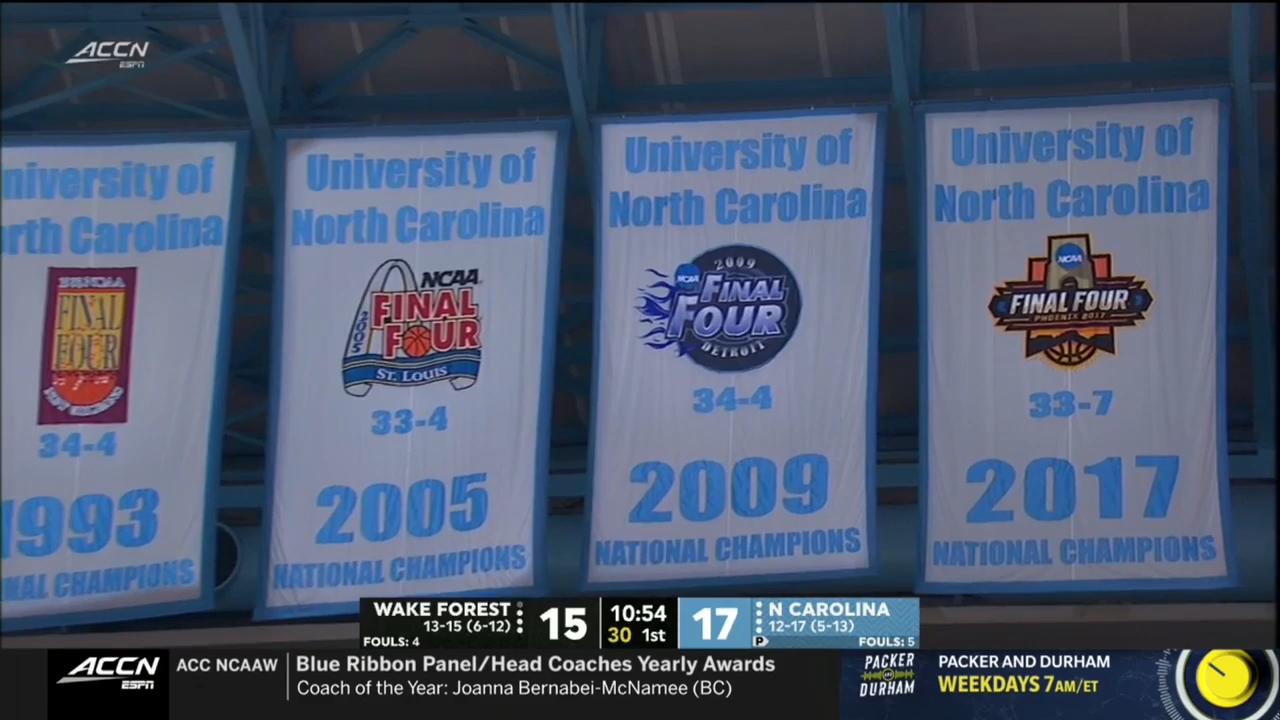 ACCN
ESPN
niversity of
rth Carolina
FINAL
FOUR
34-4
1993
NAL CHAMPIONS
University of
North Carolina
NCAA
FINAL
FOUR
2005
ST. LOUIS
33-4
2005
NATIONAL CHAMPIONS
University of
North Carolina
2009
NCAA
FINAL
FOUR
DETROIT
34-4
2009
NATIONAL CHAMPIONS
University of
North Carolina
NCAA
FINAL FOUR
PHOENIX 2017
33-7
2017
NATIONAL CHAMPIONS
WAKE FOREST
13-15 (6-12)
FOULS: 4
15
10:54
30 1st
17
N CAROLINA
12-17 (5-13)
P
FOULS: 5
ACCN
ESPN
ACC NCAAW
Blue Ribbon Panel/Head Coaches Yearly Awards
Coach of the Year: Joanna Bernabei-McNamee (BC)
PACKER
AND
DURHAM
PACKER AND DURHAM
WEEKDAYS 7AM/ET